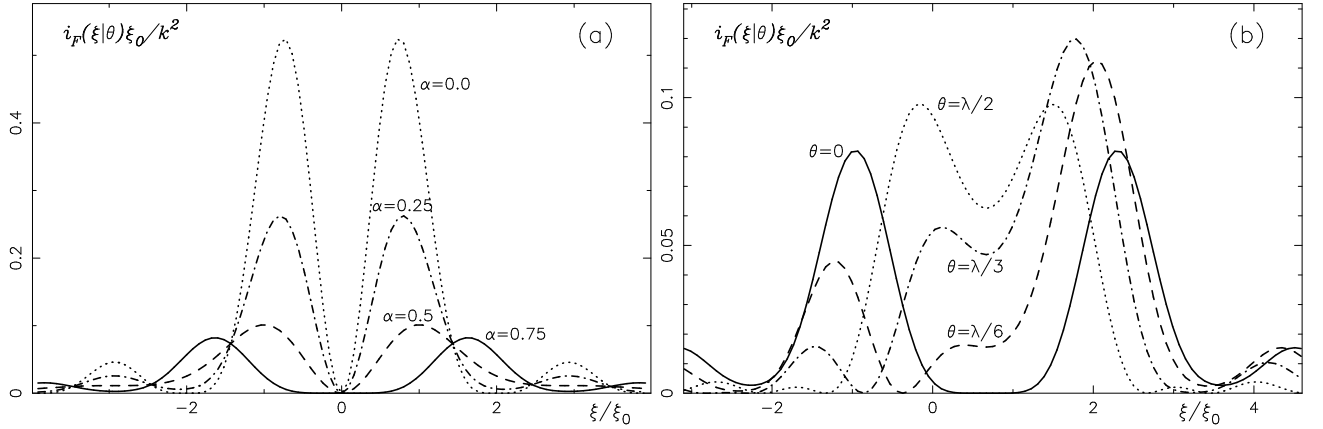 i_F(ξ|θ)ξ_0/k^2
(a)
α=0.0
α=0.25
α=0.5
α=0.75
0.4
0.2
0
-2
0
2
ξ/ξ_0
i_F(ξ|θ)ξ_0/k^2
(b)
θ=λ/2
θ=0
θ=λ/3
θ=λ/6
0.1
0.05
0
-2
0
2
4
ξ/ξ_0